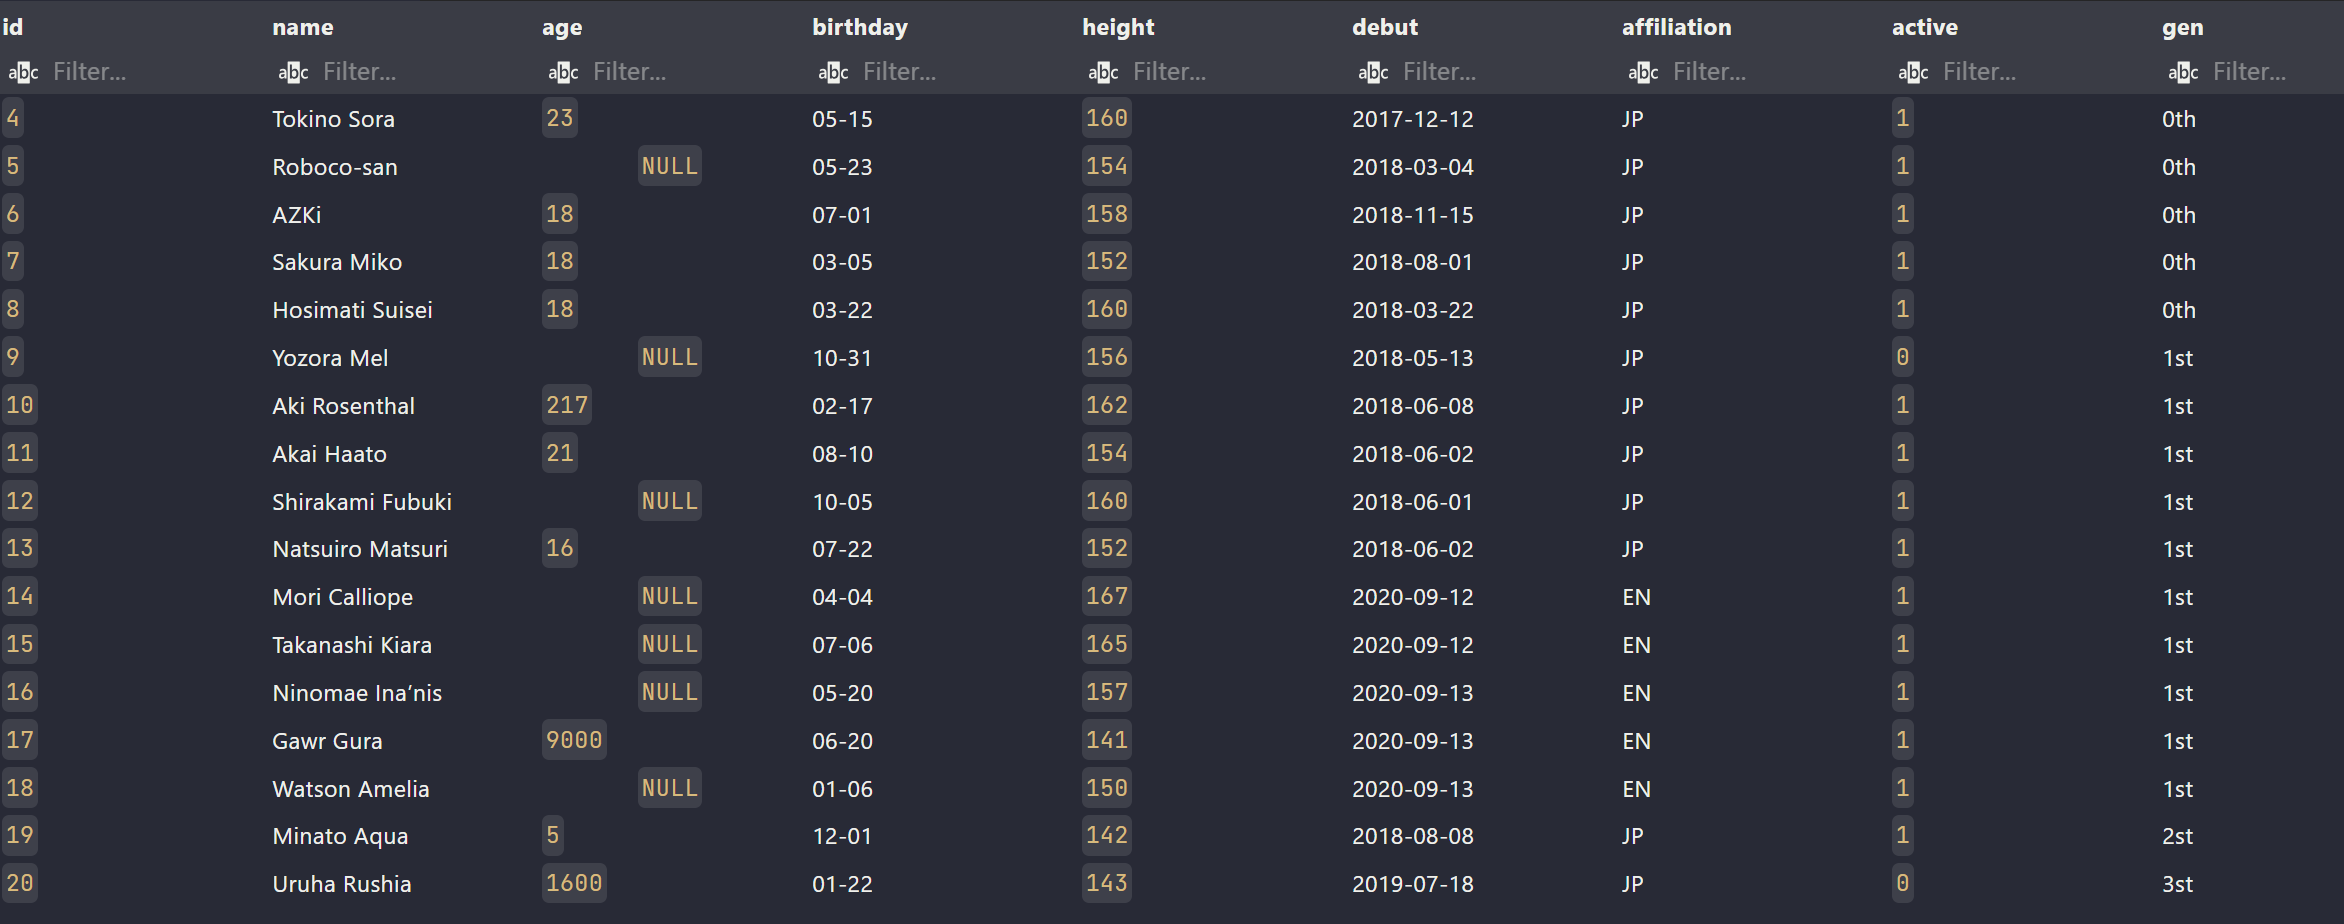 id name age birthday height debut affiliation active gen
abc Filter... abc Filter... abc Filter... abc Filter... abc Filter... abc Filter... abc Filter... abc Filter... abc Filter...
4 Tokino Sora 23 05-15 160 2017-12-12 JP 1 0th
5 Roboco-san NULL 05-23 154 2018-03-04 JP 1 0th
6 AZKi 18 07-01 158 2018-11-15 JP 1 0th
7 Sakura Miko 18 03-05 152 2018-08-01 JP 1 0th
8 Hosimati Suisei 18 03-22 160 2018-03-22 JP 1 0th
9 Yozora Mel NULL 10-31 156 2018-05-13 JP 0 1st
10 Aki Rosenthal 217 02-17 162 2018-06-08 JP 1 1st
11 Akai Haato 21 08-10 154 2018-06-02 JP 1 1st
12 Shirakami Fubuki NULL 10-05 160 2018-06-01 JP 1 1st
13 Natsuiro Matsuri 16 07-22 152 2018-06-02 JP 1 1st
14 Mori Calliope NULL 04-04 167 2020-09-12 EN 1 1st
15 Takanashi Kiara NULL 07-06 165 2020-09-12 EN 1 1st
16 Ninomae Ina’nis NULL 05-20 157 2020-09-13 EN 1 1st
17 Gawr Gura 9000 06-20 141 2020-09-13 EN 1 1st
18 Watson Amelia NULL 01-06 150 2020-09-13 EN 1 1st
19 Minato Aqua 5 12-01 142 2018-08-08 JP 1 2st
20 Uruha Rushia 1600 01-22 143 2019-07-18 JP 0 3st